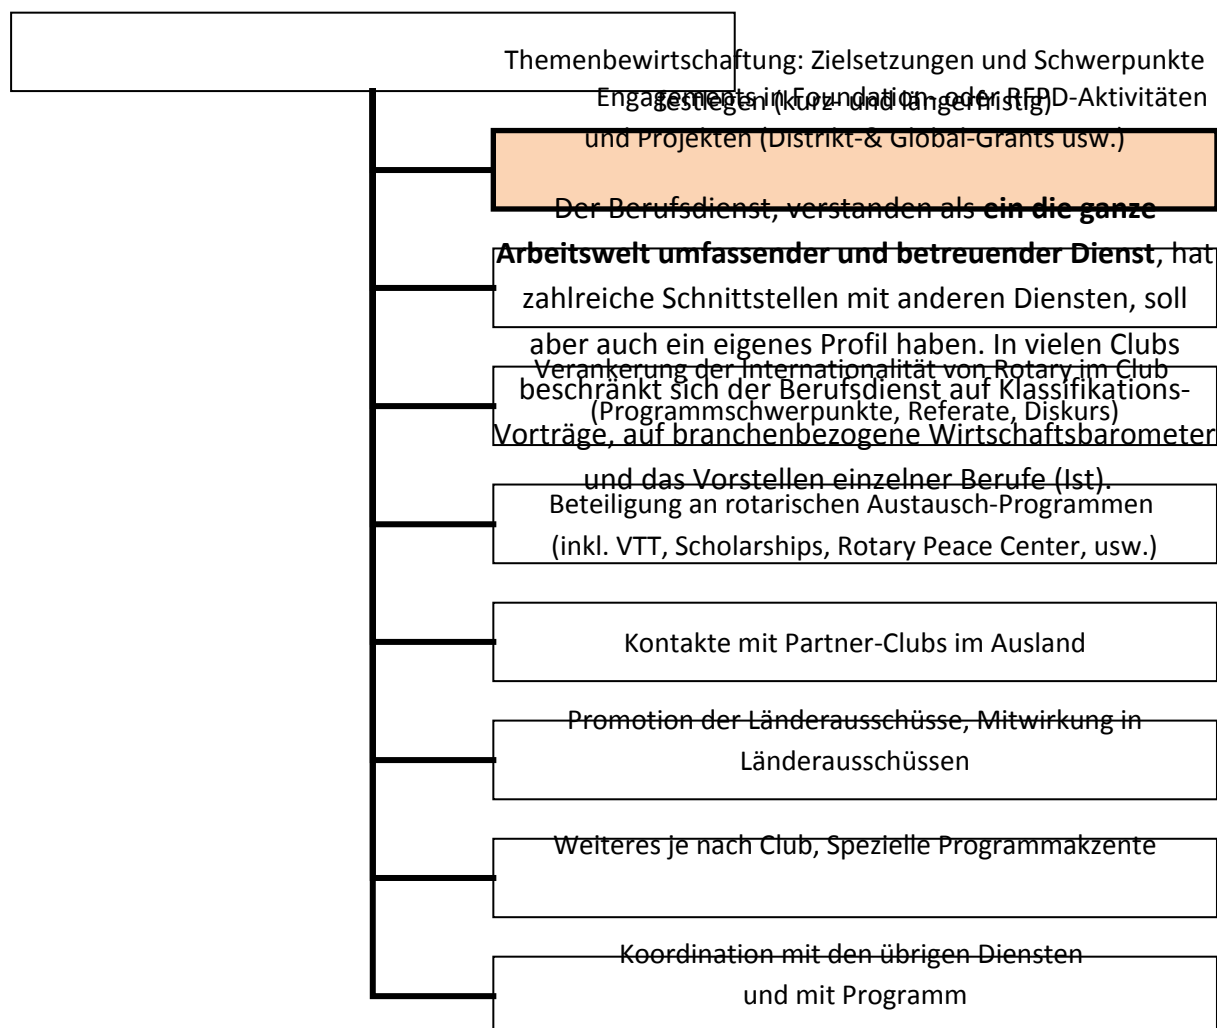 Themenbewirtschaftung: Zielsetzungen und Schwerpunkte
festlegen (kurz- und längerfristig)
Engagements in Foundation- oder RFPD-Aktivitäten
und Projekten (Distrikt-& Global-Grants usw.)
Der Berufsdienst, verstanden als ein die ganze
Arbeitswelt umfassender und betreuender Dienst, hat
zahlreiche Schnittstellen mit anderen Diensten, soll
aber auch ein eigenes Profil haben. In vielen Clubs
beschränkt sich der Berufsdienst auf Klassifikations-
Vorträge, auf branchenbezogene Wirtschaftsbarometer
und das Vorstellen einzelner Berufe (Ist).
Verankerung der Internationalität von Rotary im Club
(Programmschwerpunkte, Referate, Diskurs)
Beteiligung an rotarischen Austausch-Programmen
(inkl. VTT, Scholarships, Rotary Peace Center, usw.)
Kontakte mit Partner-Clubs im Ausland
Promotion der Länderausschüsse, Mitwirkung in
Länderausschüssen
Weiteres je nach Club, Spezielle Programmakzente
Koordination mit den übrigen Diensten
und mit Programm